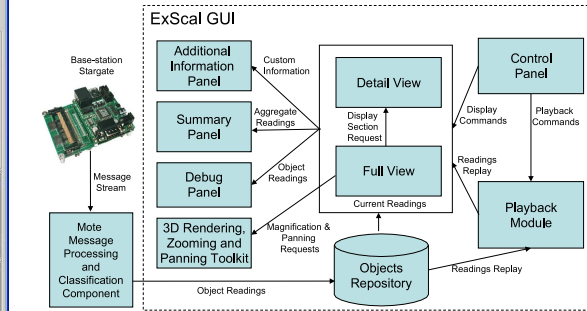 ExScal GUI
Base-station
Stargate
Additional
Information
Panel
Custom
Information
Detail View
Control
Panel
Summary
Panel
Aggregate
Readings
Display
Section
Request
Display
Commands
Playback
Commands
Message
Stream
Debug
Panel
Object
Readings
Full View
Readings
Replay
Current Readings
Mote
Message
Processing
and
Classification
Component
3D Rendering,
Zooming and
Panning Toolkit
Magnification &
Panning
Requests
Playback
Module
Objects
Repository
Readings Replay
Object Readings